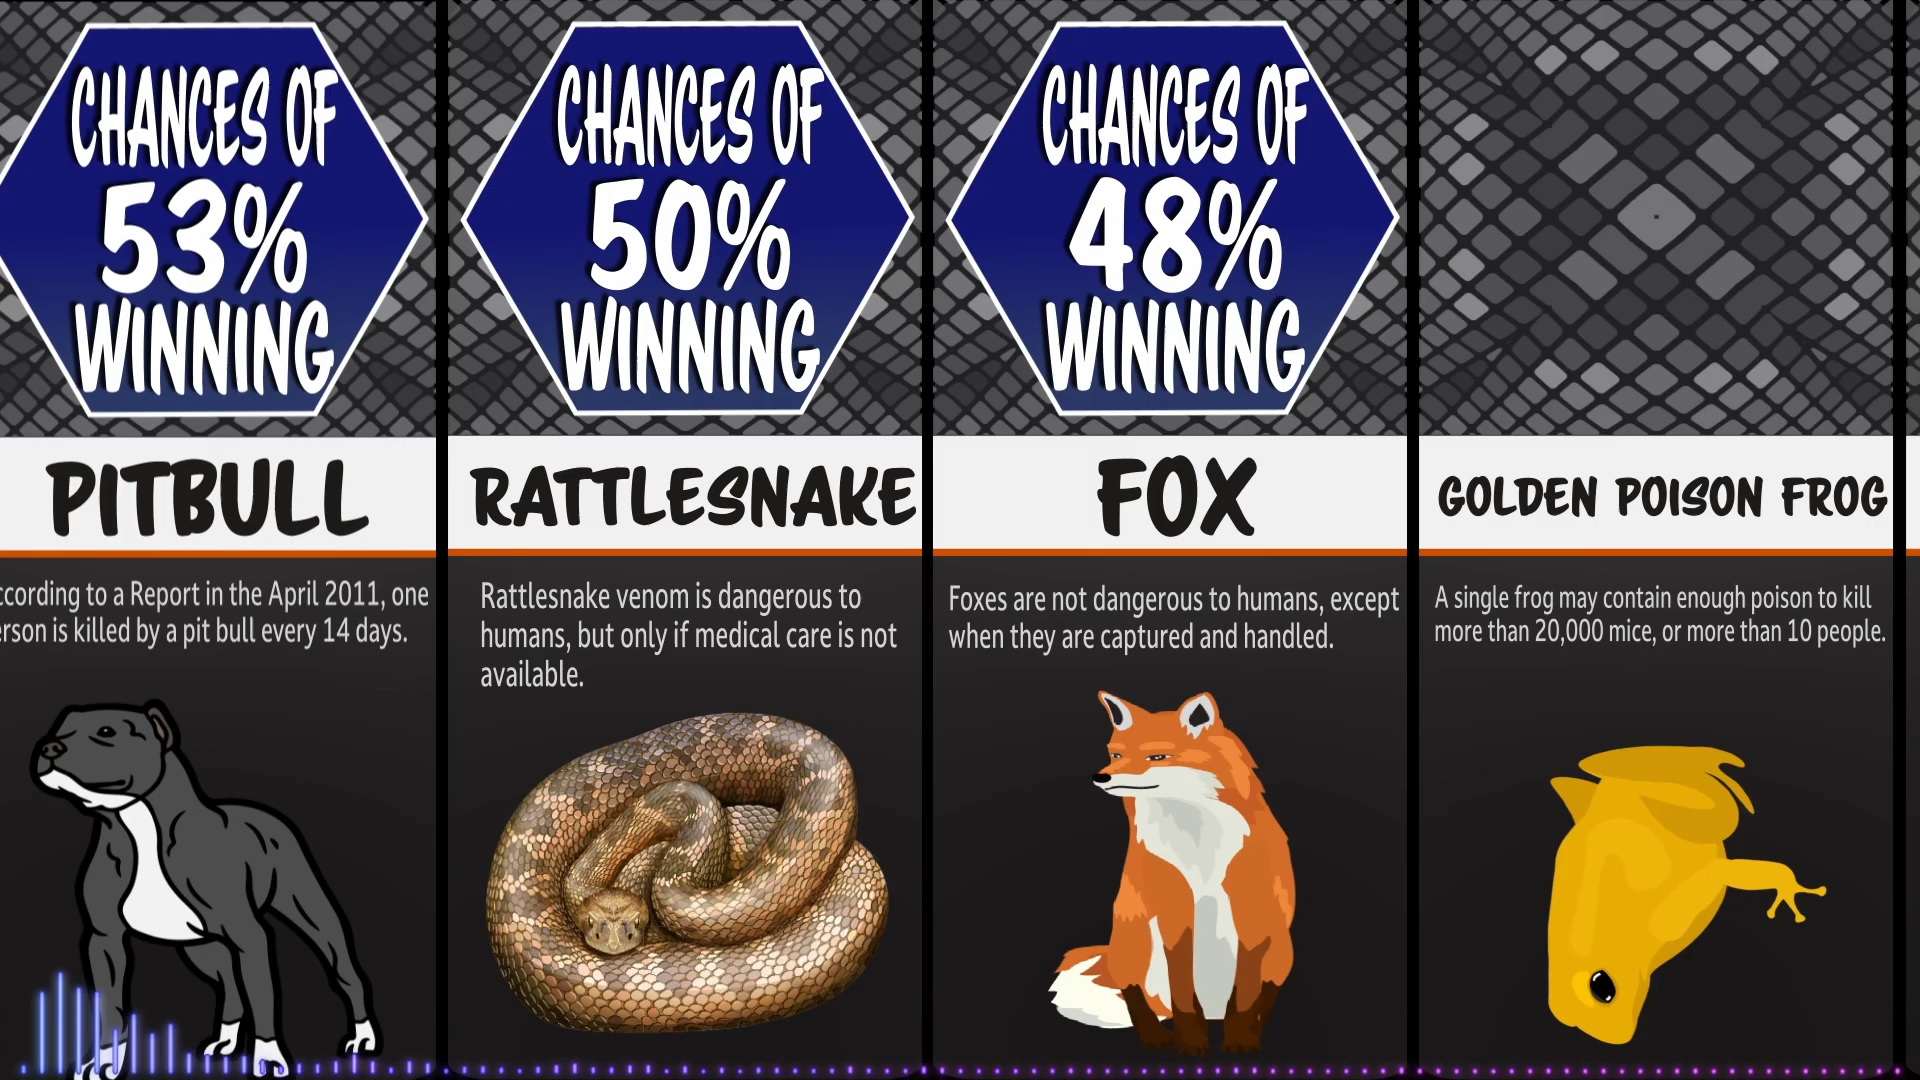 CHANCES OF
53%
WINNING
PITBULL
ccording to a Report in the April 2011, one
erson is killed by a pit bull every 14 days.
CHANCES OF
50%
WINNING
RATTLESNAKE
Rattlesnake venom is dangerous to
humans, but only if medical care is not
available.
CHANCES OF
48%
WINNING
FOX
Foxes are not dangerous to humans, except
when they are captured and handled.
GOLDEN POISON FROG
A single frog may contain enough poison to kill
more than 20,000 mice, or more than 10 people.